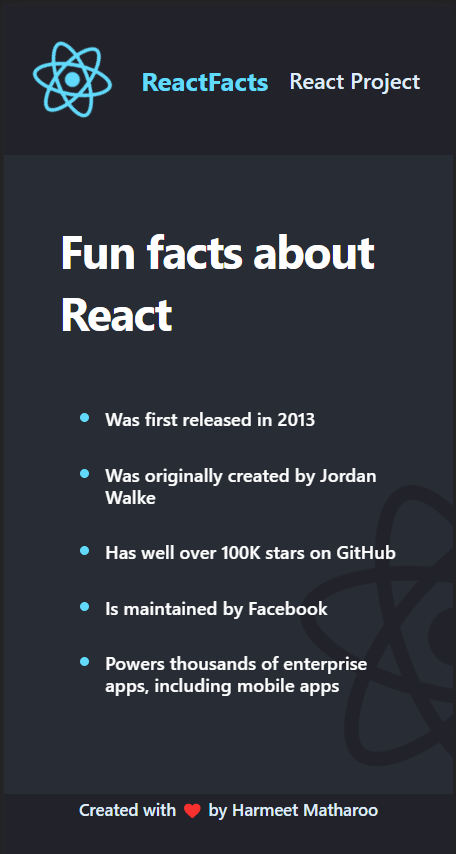 ReactFacts React Project
Fun facts about
React
Was first released in 2013
Was originally created by Jordan
Walke
Has well over 100K stars on GitHub
Is maintained by Facebook
Powers thousands of enterprise
apps, including mobile apps
Created with ❤️ by Harmeet Matharoo